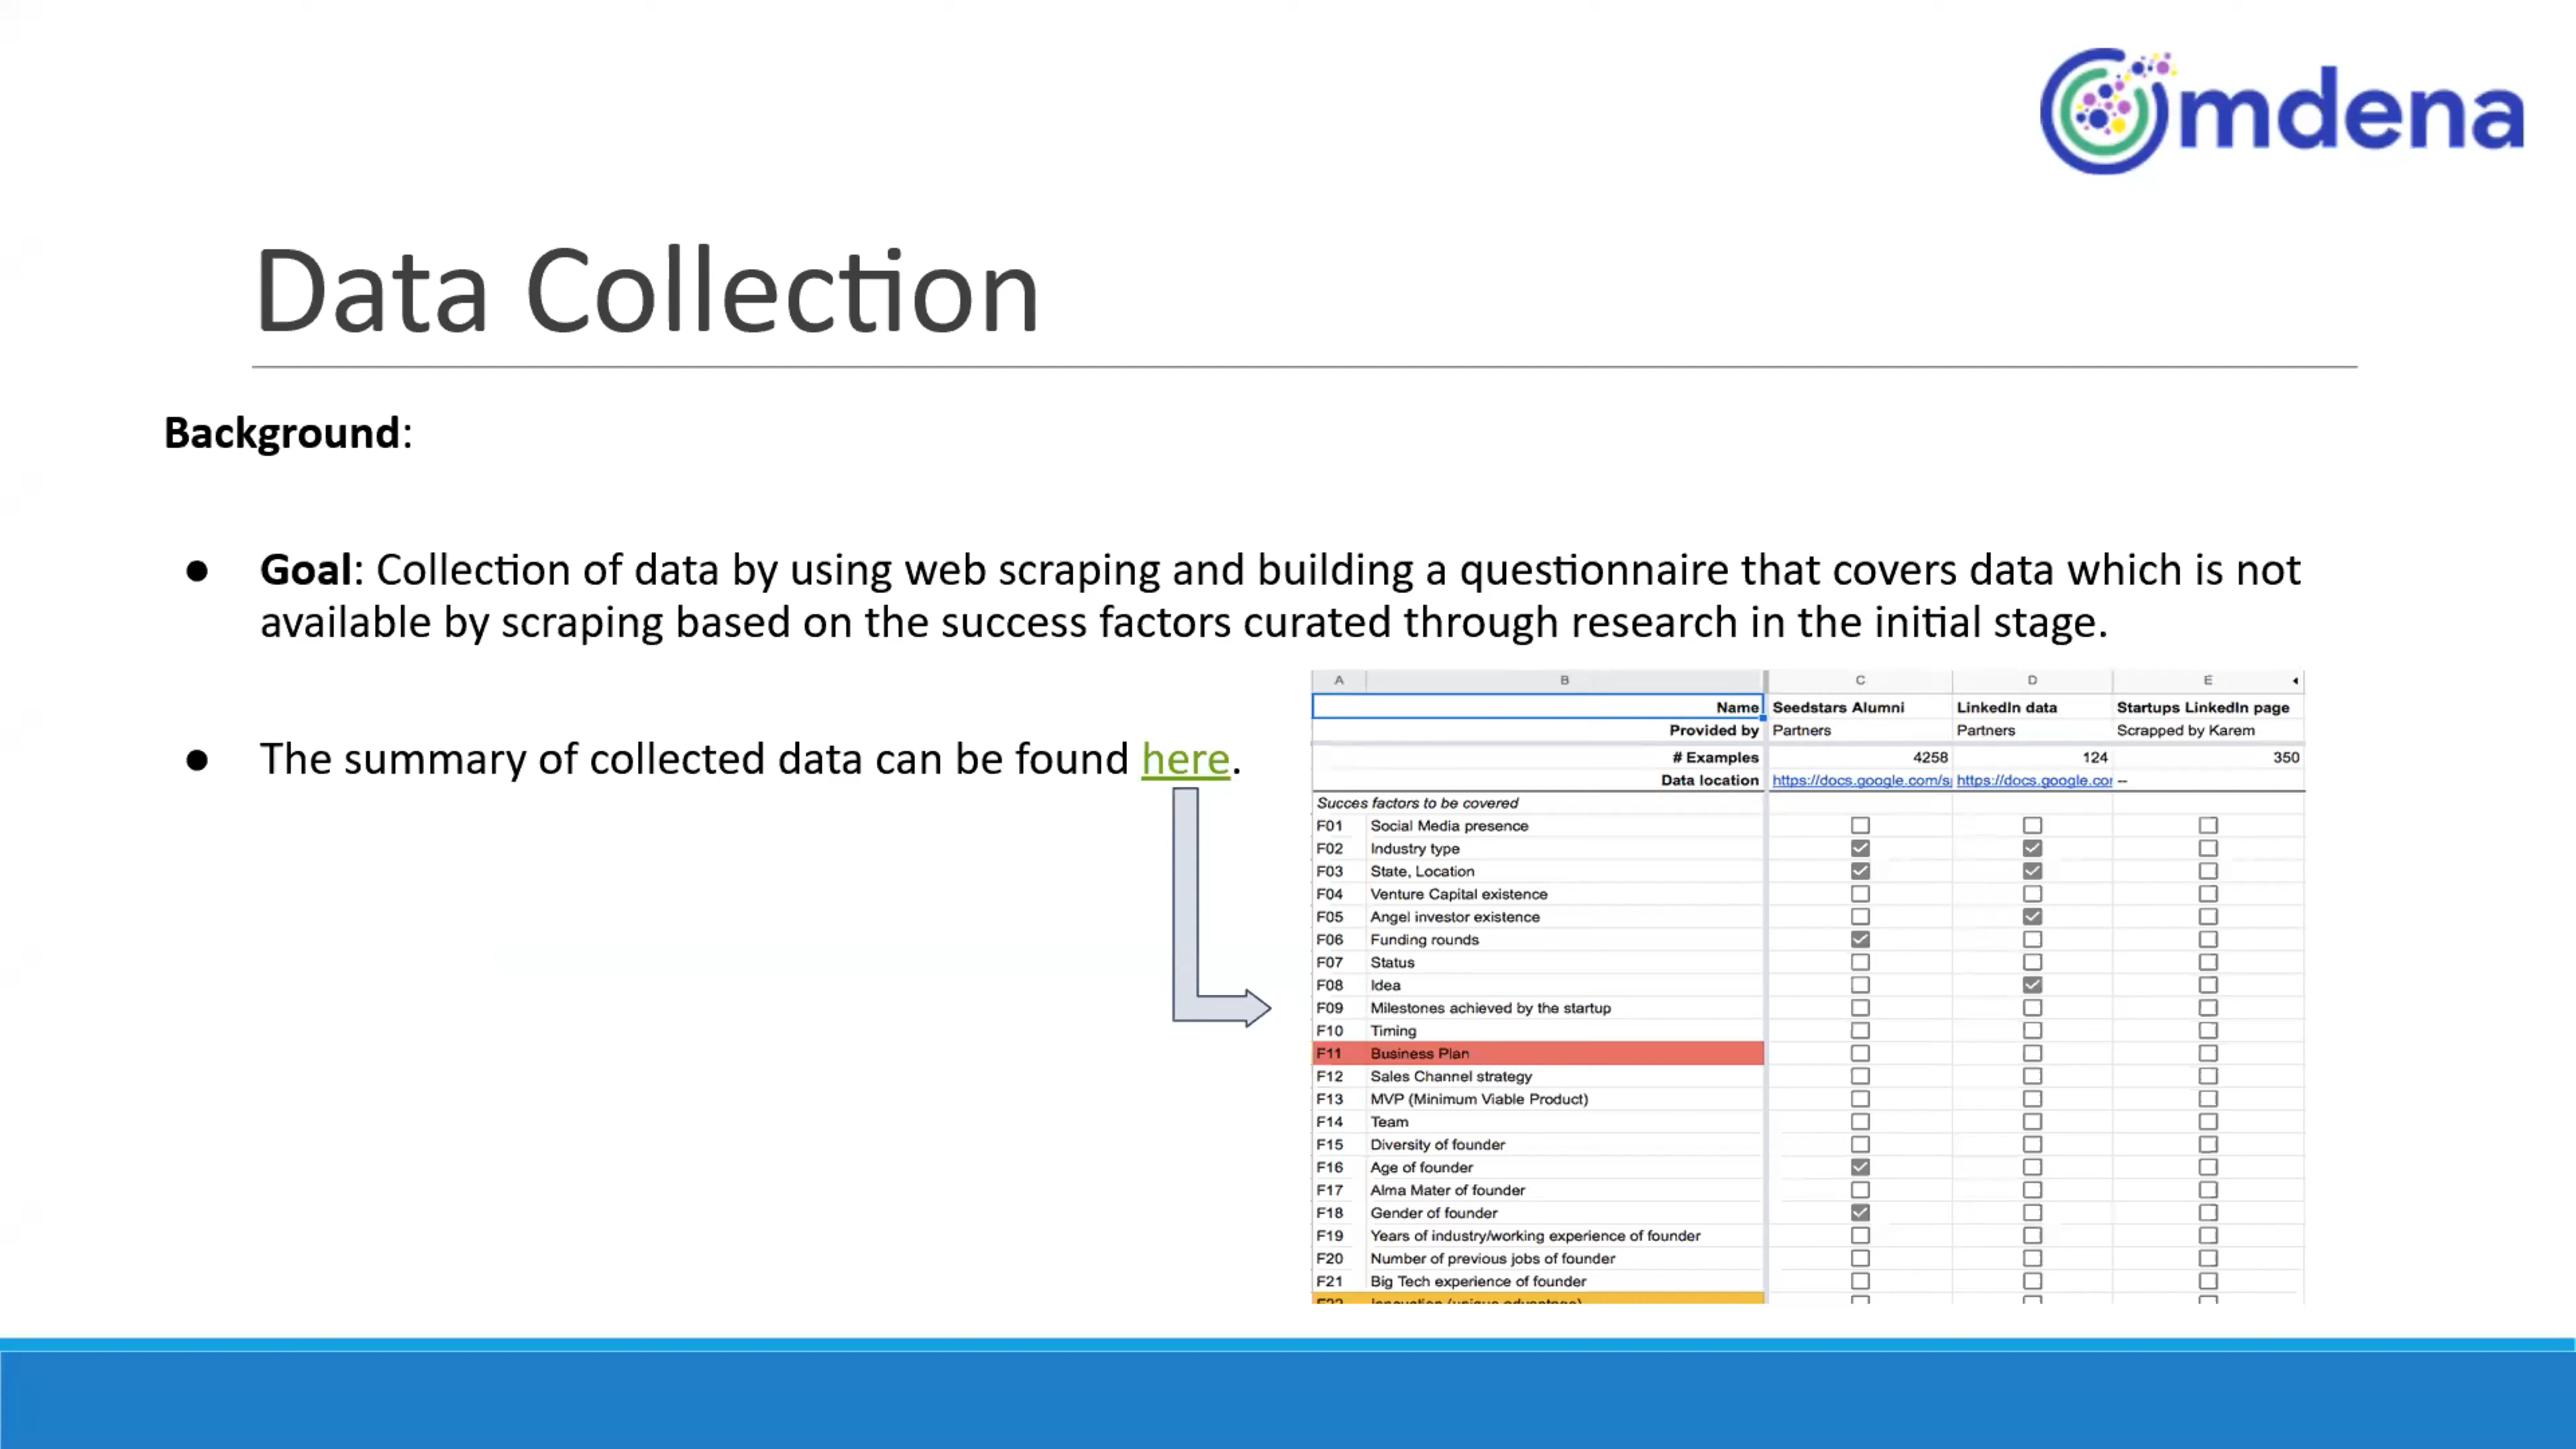 mdena
Data Collection
Background:
● Goal: Collection of data by using web scraping and building a questionnaire that covers data which is not
available by scraping based on the success factors curated through research in the initial stage.
● The summary of collected data can be found here.
A B C D E
Name Seedstars Alumni LinkedIn data Startups LinkedIn page
Provided by Partners Partners Scrapped by Karem
# Examples 4258 124 350
Data location https://docs.google.com/s https://docs.google.cor --
Succes factors to be covered
F01 Social Media presence
F02 Industry type
F03 State, Location
F04 Venture Capital existence
F05 Angel investor existence
F06 Funding rounds
F07 Status
F08 Idea
F09 Milestones achieved by the startup
F10 Timing
F11 Business Plan
F12 Sales Channel strategy
F13 MVP (Minimum Viable Product)
F14 Team
F15 Diversity of founder
F16 Age of founder
F17 Alma Mater of founder
F18 Gender of founder
F19 Years of industry/working experience of founder
F20 Number of previous jobs of founder
F21 Big Tech experience of founder